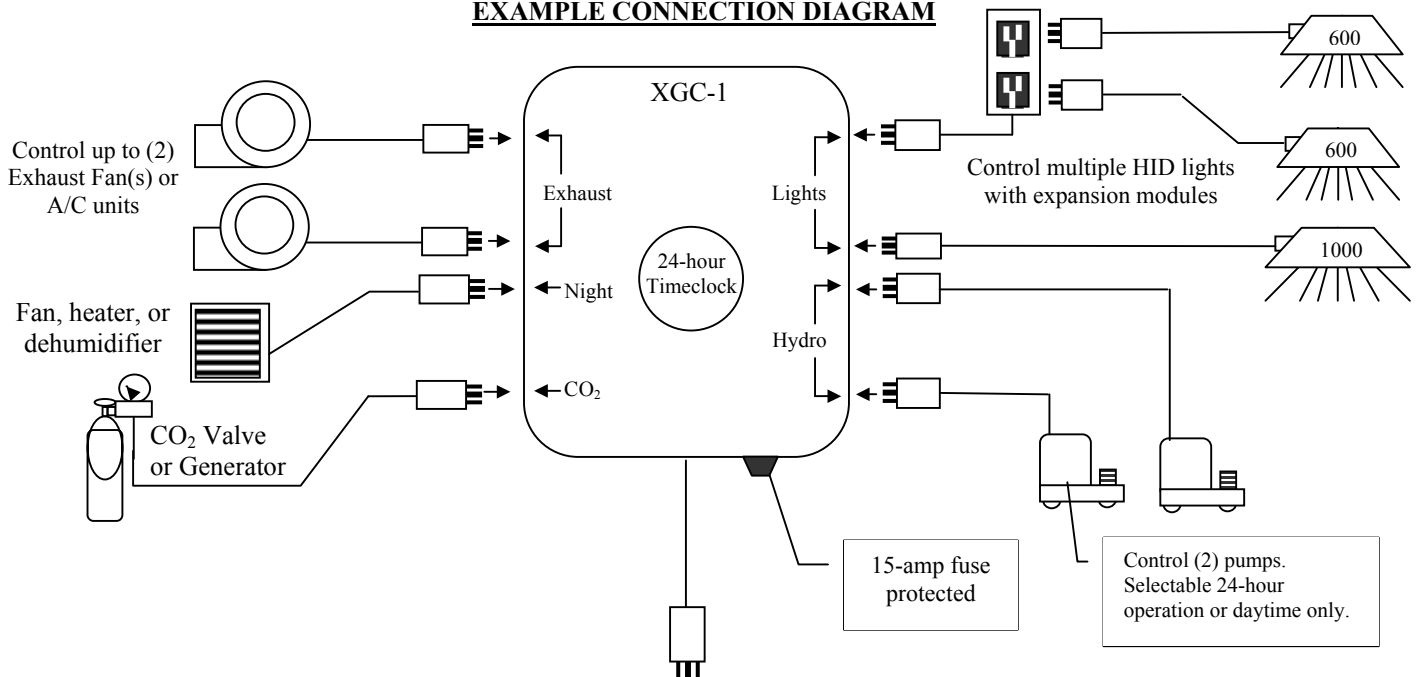 EXAMPLE CONNECTION DIAGRAM
XGC-1
Control up to (2)
Exhaust Fan(s) or
A/C units
Exhaust
Night
CO₂
24-hour
Timeclock
Lights
Hydro
600
600
1000
Control multiple HID lights
with expansion modules
Fan, heater, or
dehumidifier
CO₂ Valve
or Generator
15-amp fuse
protected
Control (2) pumps.
Selectable 24-hour
operation or daytime only.